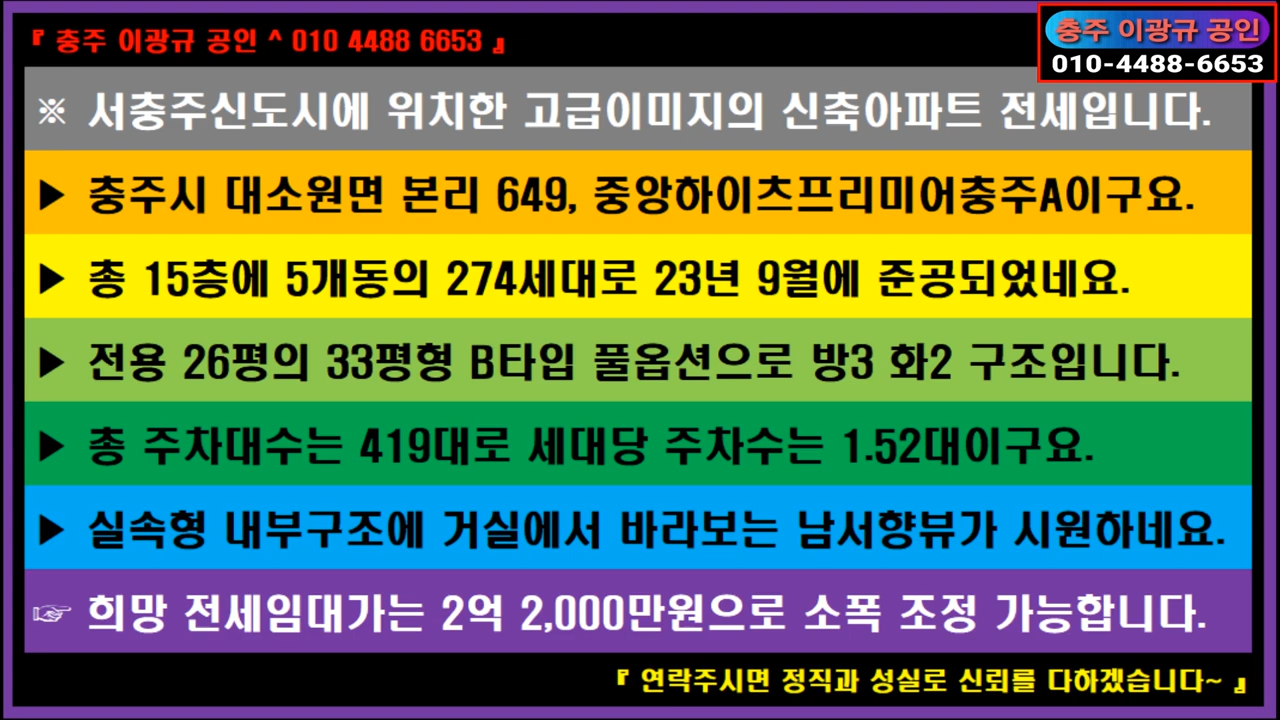 『 충주 이광규 공인 ^ 010 4488 6653 』
충주 이광규 공인
010-4488-6653
※ 서충주신도시에 위치한 고급이미지의 신축아파트 전세입니다.
▶ 충주시 대소원면 본리 649, 중앙하이츠프리미어충주A이구요.
▶ 총 15층에 5개동의 274세대로 23년 9월에 준공되었네요.
▶ 전용 26평의 33평형 B타입 풀옵션으로 방3 화2 구조입니다.
▶ 총 주차대수는 419대로 세대당 주차수는 1.52대이구요.
▶ 실속형 내부구조에 거실에서 바라보는 남서향뷰가 시원하네요.
☞ 희망 전세임대가는 2억 2,000만원으로 소폭 조정 가능합니다.
『 연락주시면 정직과 성실로 신뢰를 다하겠습니다~ 』